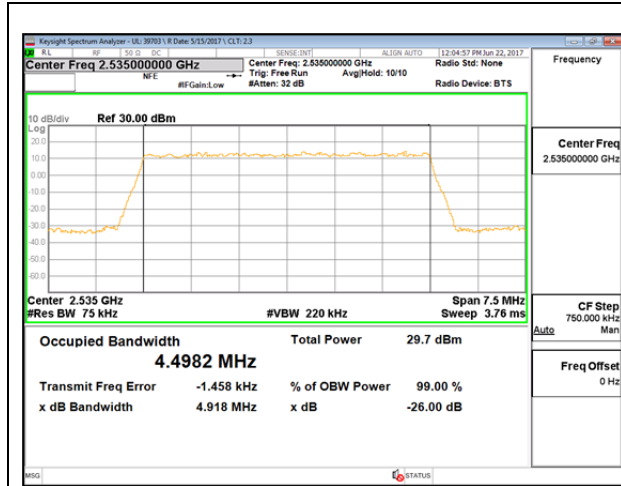 Keysight Spectrum Analyzer - UL: 39703 \ R Date: 5/15/2017 \ CLT: 2.3
RL RF 50 Ω DC SENSE:INT ALIGN AUTO 12:04:57 PM Jun 22, 2017
Center Freq 2.535000000 GHz Center Freq: 2.535000000 GHz Radio Std: None Frequency
NFE Trig: Free Run Avg|Hold: 10/10
#IFGain:Low #Atten: 32 dB Radio Device: BTS
10 dB/div Ref 30.00 dBm
Log
20.0
10.0
0.00
-10.0
-20.0
-30.0
-40.0
-50.0
-60.0
Center Freq
2.535000000 GHz
Center 2.535 GHz Span 7.5 MHz
#Res BW 75 kHz #VBW 220 kHz Sweep 3.76 ms
CF Step
750.000 kHz
Auto Man
Occupied Bandwidth Total Power 29.7 dBm
4.4982 MHz
Freq Offset
0 Hz
Transmit Freq Error -1.458 kHz % of OBW Power 99.00 %
x dB Bandwidth 4.918 MHz x dB -26.00 dB
MSG STATUS